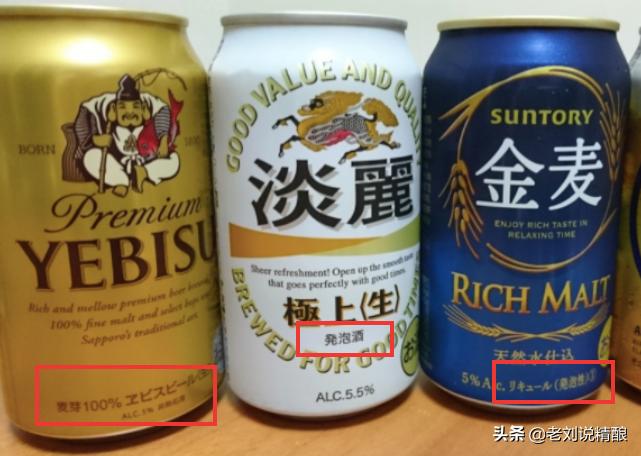 BORN
Premium
YEBISU
Rich and mellow premium beer
100% fine malt and select hops
Sapporo's traditional art.
麦芽100% ヱビスビール
ALC.5%
GOOD VALUE AND QUALITY
淡麗
Sheer refreshment! Open up the smooth taste
that goes perfectly with good times.
極上〈生〉
発泡酒
BREWED FOR GOOD TIMES
ALC.5.5%
SUNTORY
金麦
ENJOY RICH TASTE IN
RELAXING TIME
RICH MALT
天然水仕込
5% Alc. リキュール(発泡性)①
头条 @老刘说精酿